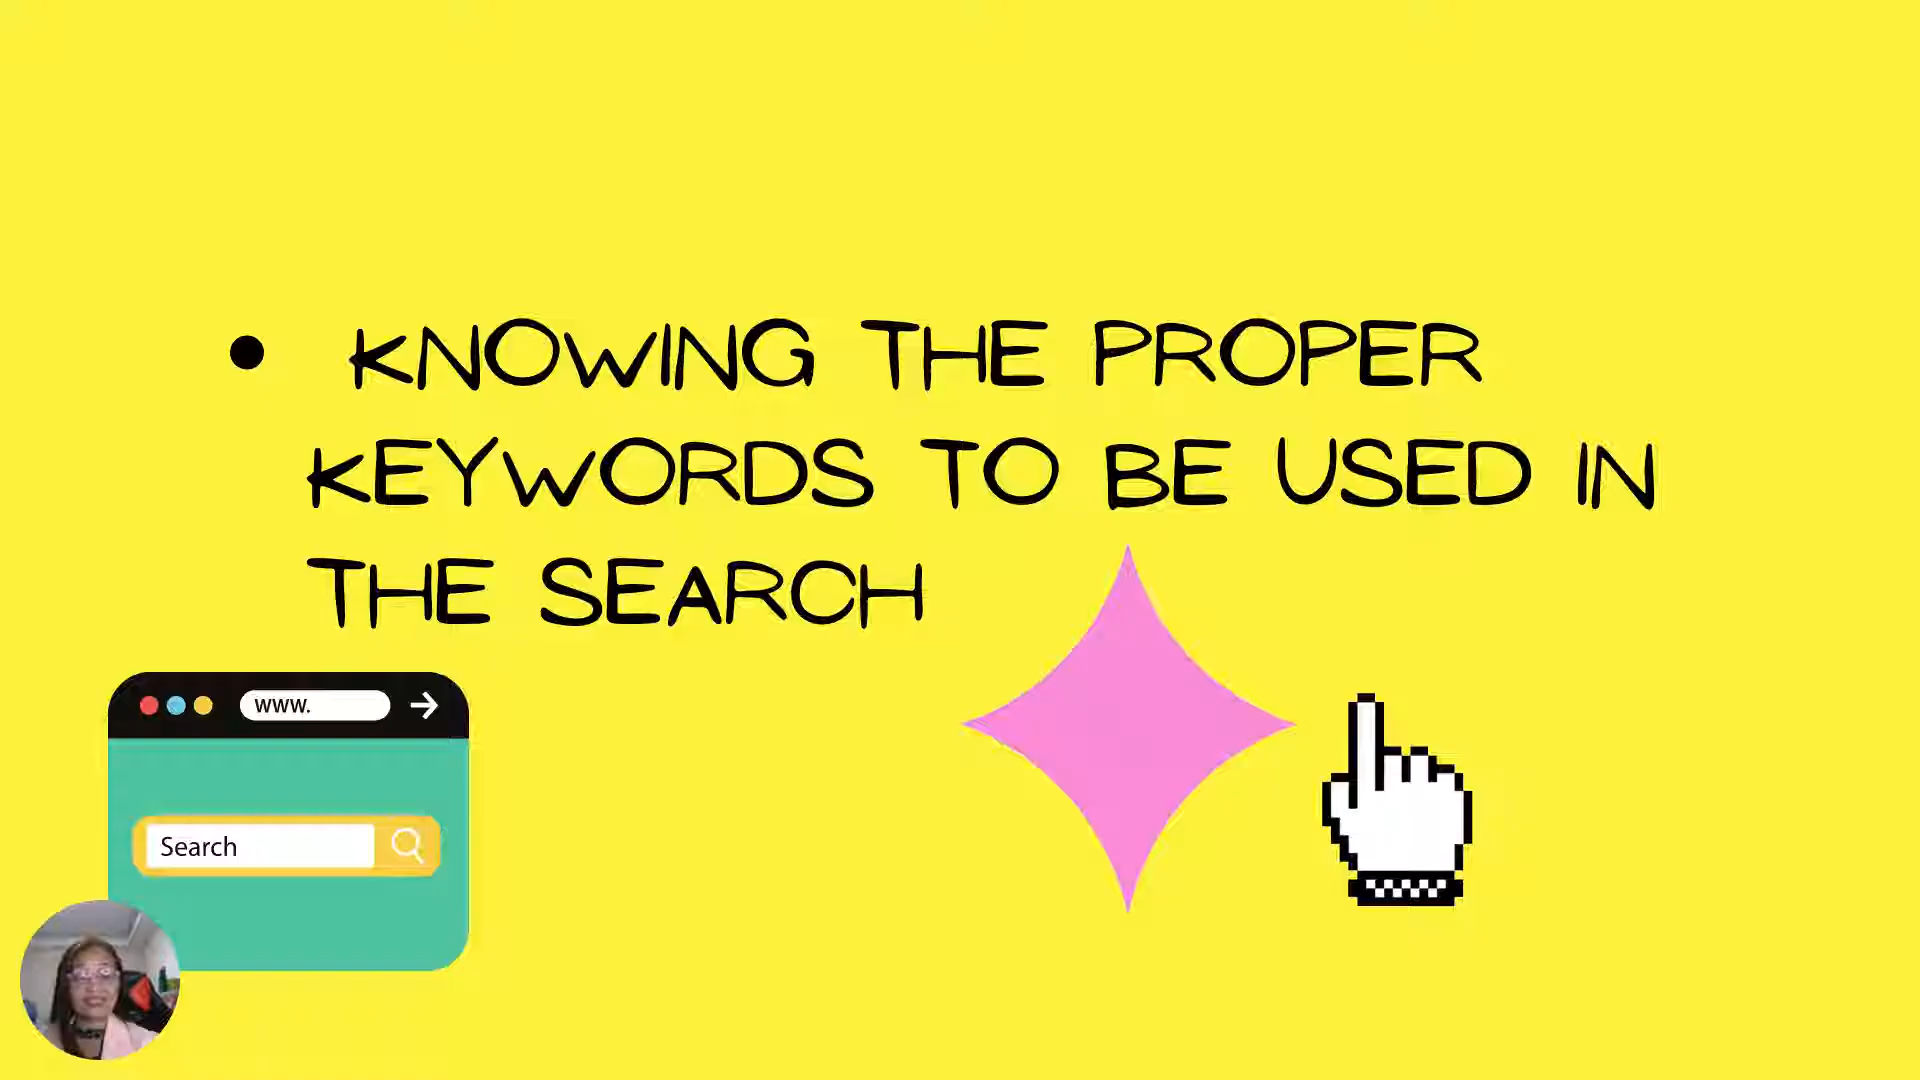 • KNOWING THE PROPER
KEYWORDS TO BE USED IN
THE SEARCH
www.
Search